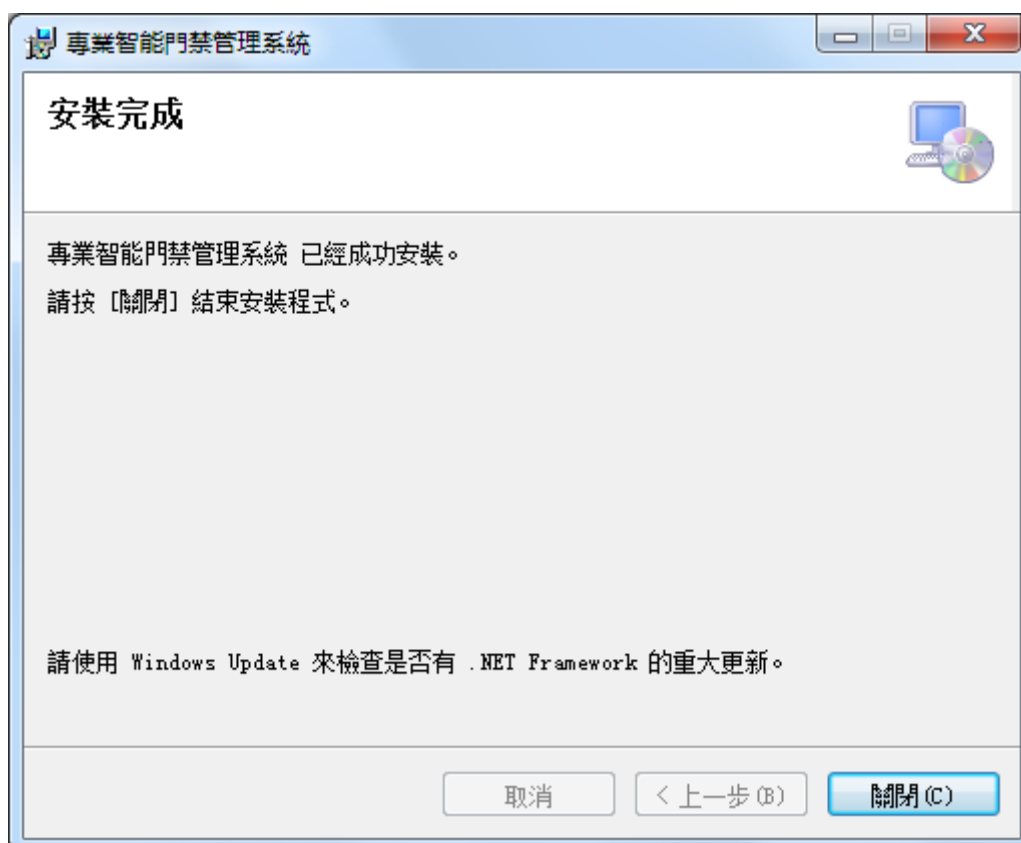 專業智能門禁管理系統
安裝完成
專業智能門禁管理系統 已經成功安裝。
請按 [關閉] 結束安裝程式。
請使用 Windows Update 來檢查是否有 .NET Framework 的重大更新。
取消
< 上一步(B)
關閉(C)